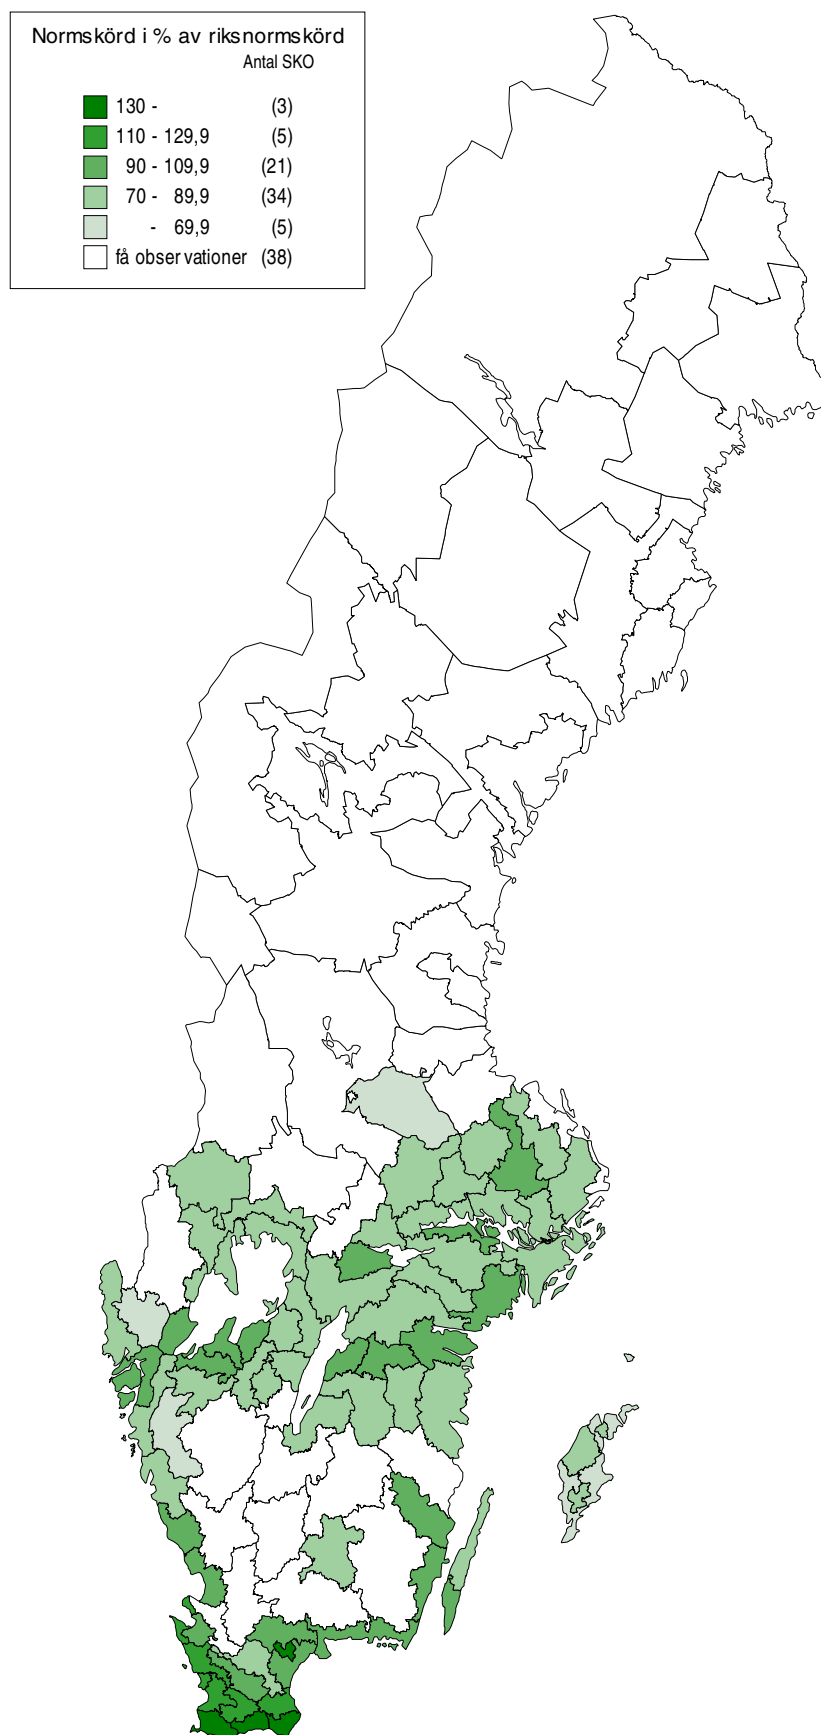 Normskörd i % av riksnormskörd
Antal SKO
130 - (3)
110 - 129,9 (5)
90 - 109,9 (21)
70 - 89,9 (34)
- 69,9 (5)
få observationer (38)